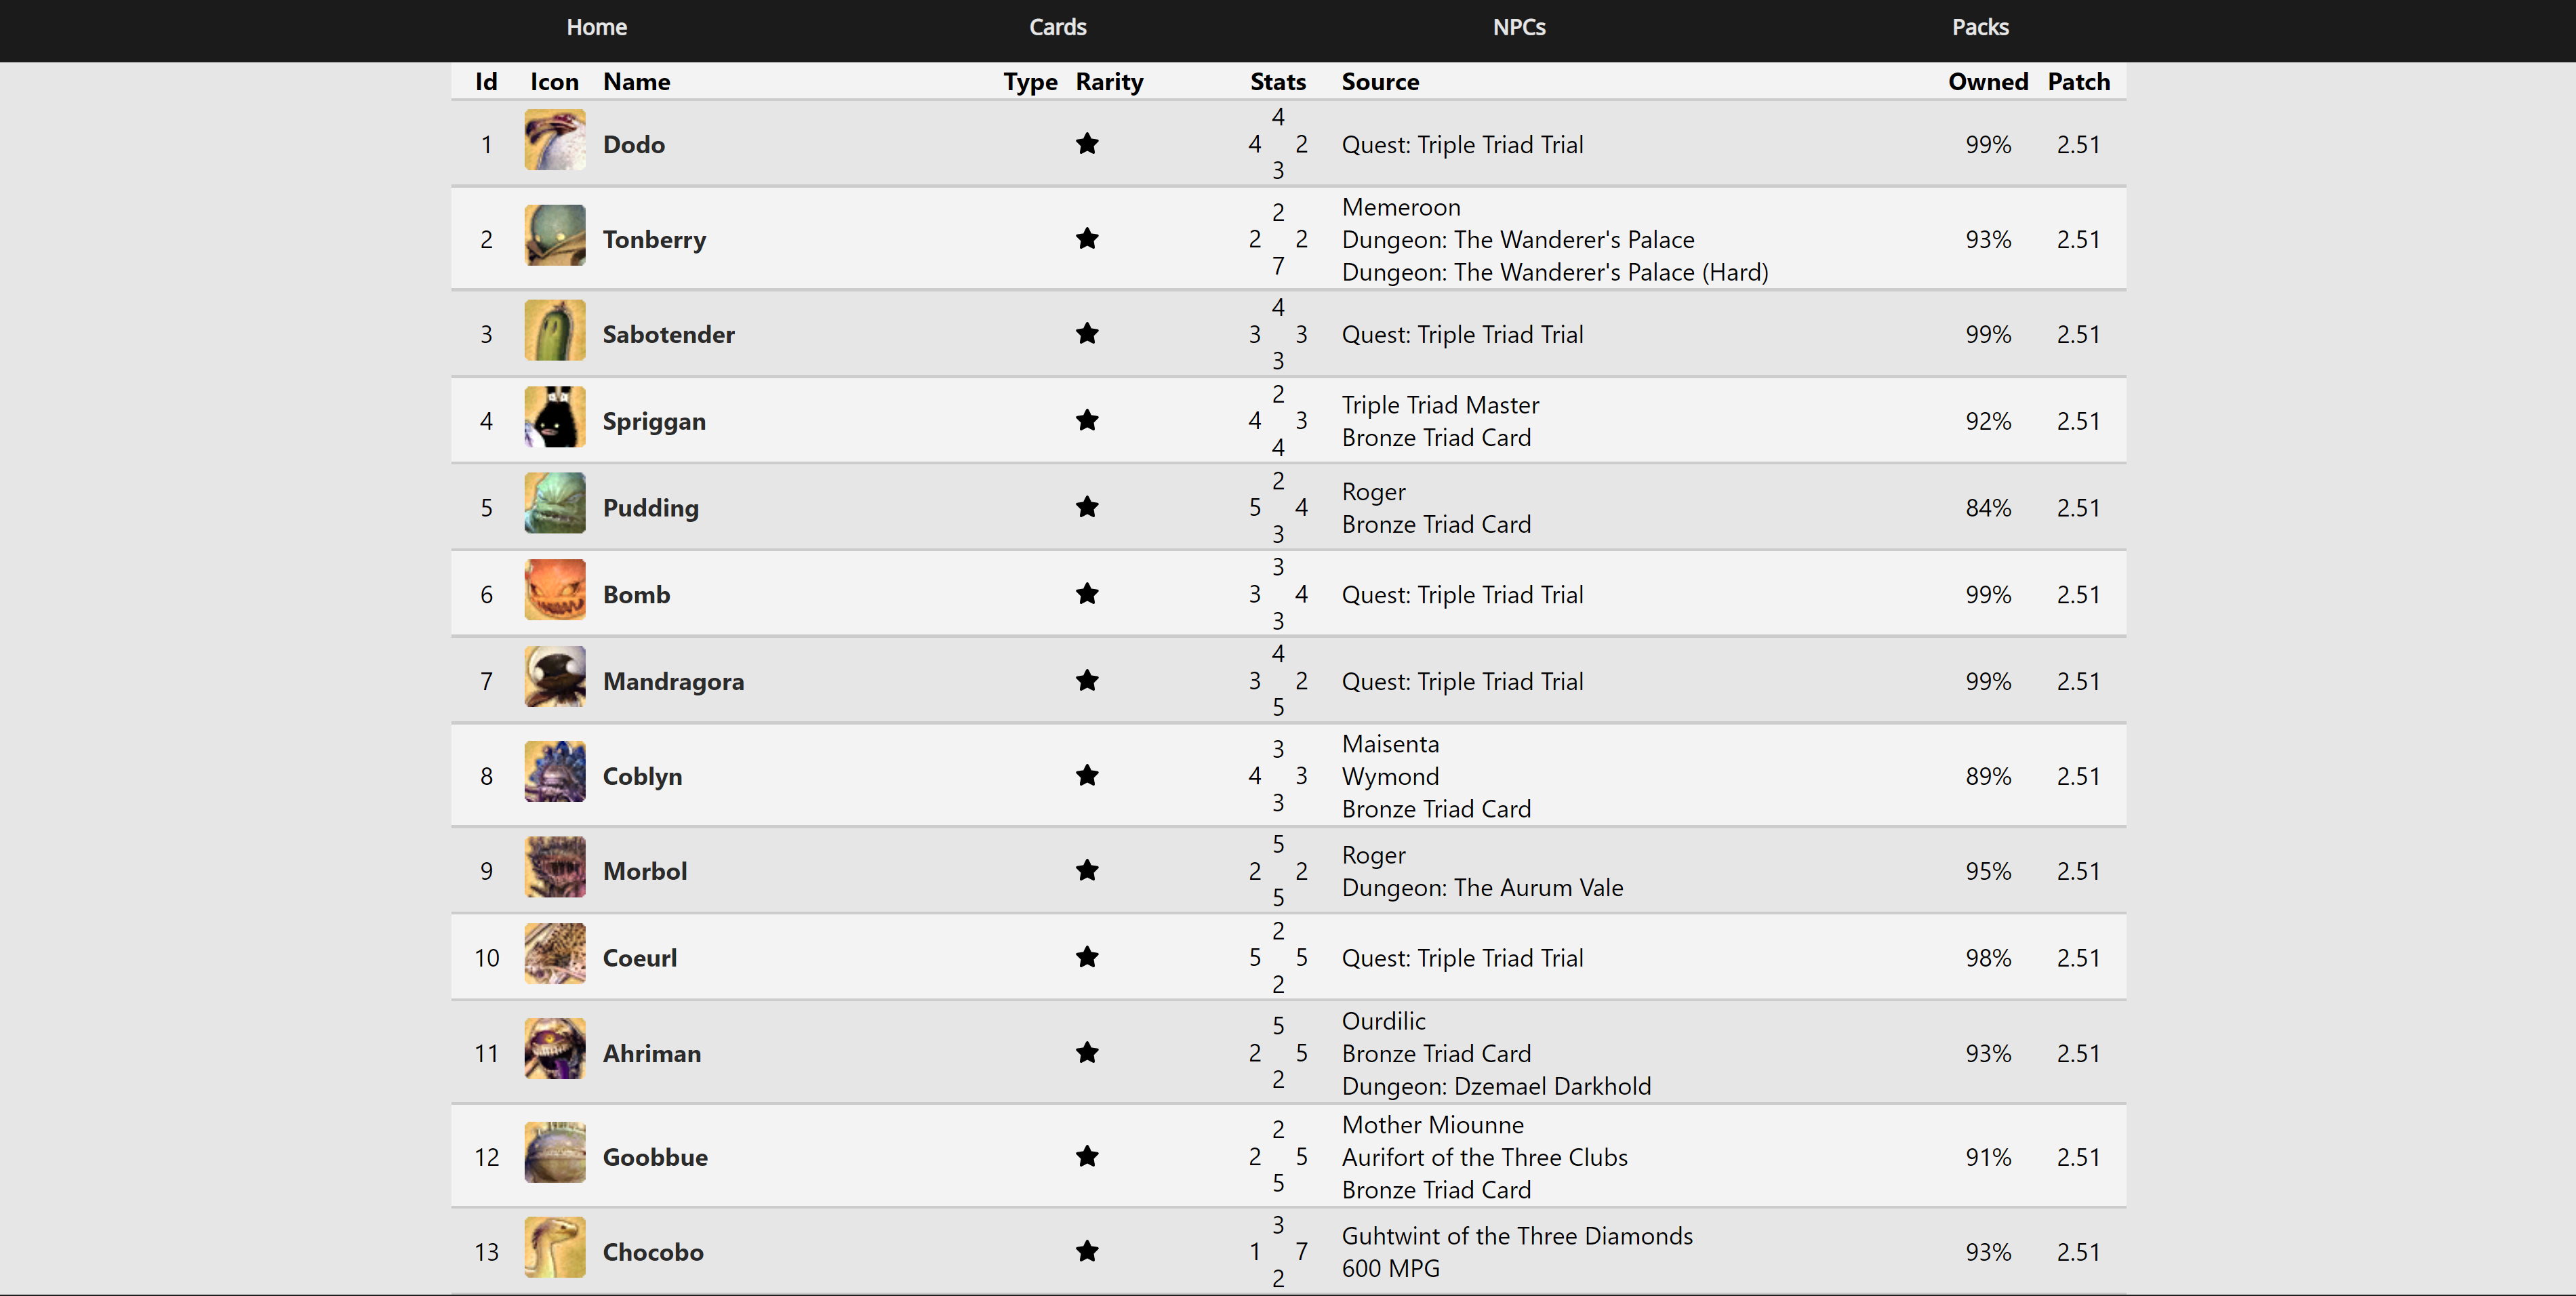 Home Cards NPCs Packs
Id Icon Name Type Rarity Stats Source Owned Patch
4
1 Dodo 4 2 Quest: Triple Triad Trial 99% 2.51
3
Memeroon
2
2 Tonberry 2 2 Dungeon: The Wanderer's Palace 93% 2.51
7
Dungeon: The Wanderer's Palace (Hard)
4
3 Sabotender 3 3 Quest: Triple Triad Trial 99% 2.51
3
2
Triple Triad Master
4 Spriggan 4 3 92% 2.51
Bronze Triad Card
4
2
Roger
5 Pudding 5 4 84% 2.51
Bronze Triad Card
3
3
6 Bomb 3 4 Quest: Triple Triad Trial 99% 2.51
3
4
7 Mandragora 3 2 Quest: Triple Triad Trial 99% 2.51
5
Maisenta
3
8 Coblyn 4 3 Wymond 89% 2.51
3
Bronze Triad Card
5
Roger
9 Morbol 2 2 95% 2.51
Dungeon: The Aurum Vale
5
2
10 Coeurl 5 5 Quest: Triple Triad Trial 98% 2.51
2
Ourdilic
5
11 Ahriman 2 5 Bronze Triad Card 93% 2.51
2
Dungeon: Dzemael Darkhold
Mother Miounne
2
12 Goobbue 2 5 Aurifort of the Three Clubs 91% 2.51
5
Bronze Triad Card
3
Guhtwint of the Three Diamonds
13 Chocobo 1 7 93% 2.51
600 MPG
2